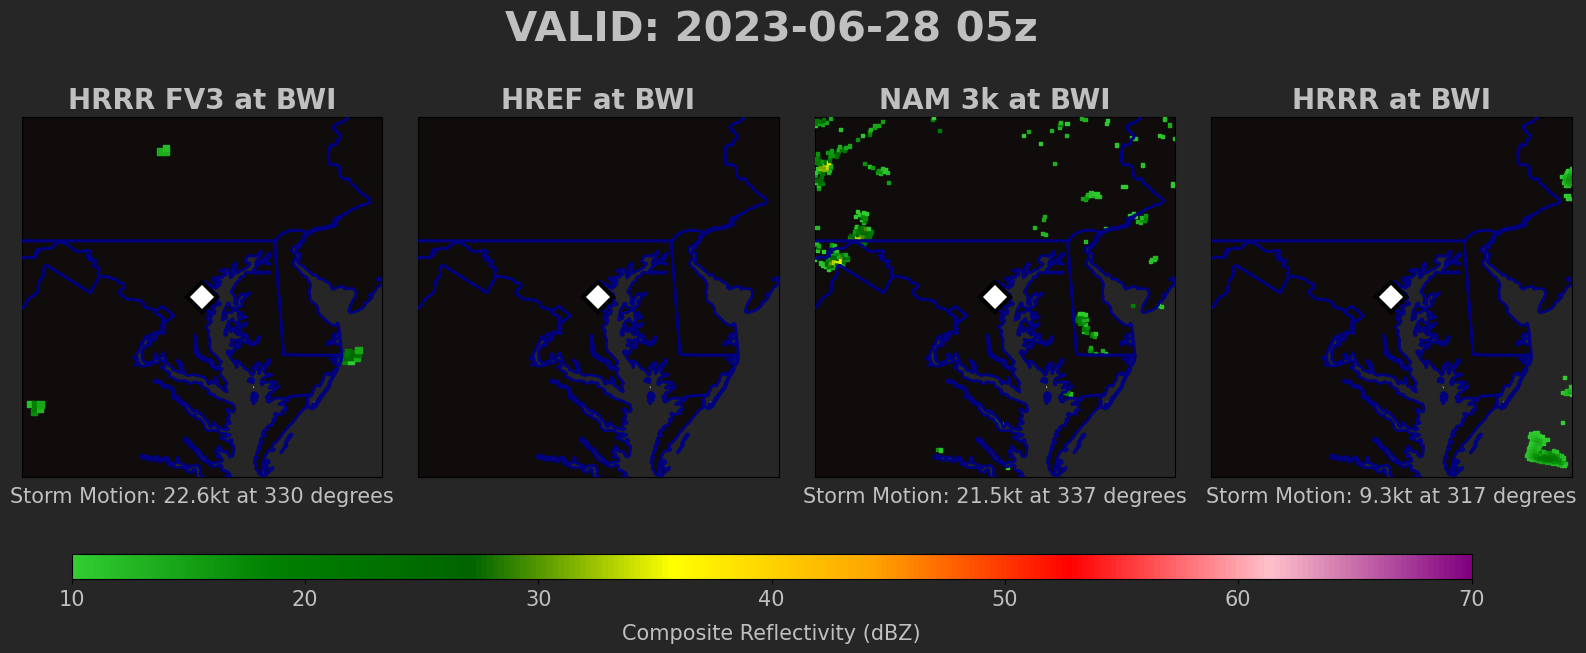 VALID: 2023-06-28 05z
HRRR FV3 at BWI
HREF at BWI
NAM 3k at BWI
HRRR at BWI
Storm Motion: 22.6kt at 330 degrees
Storm Motion: 21.5kt at 337 degrees
Storm Motion: 9.3kt at 317 degrees
10 20 30 40 50 60 70
Composite Reflectivity (dBZ)